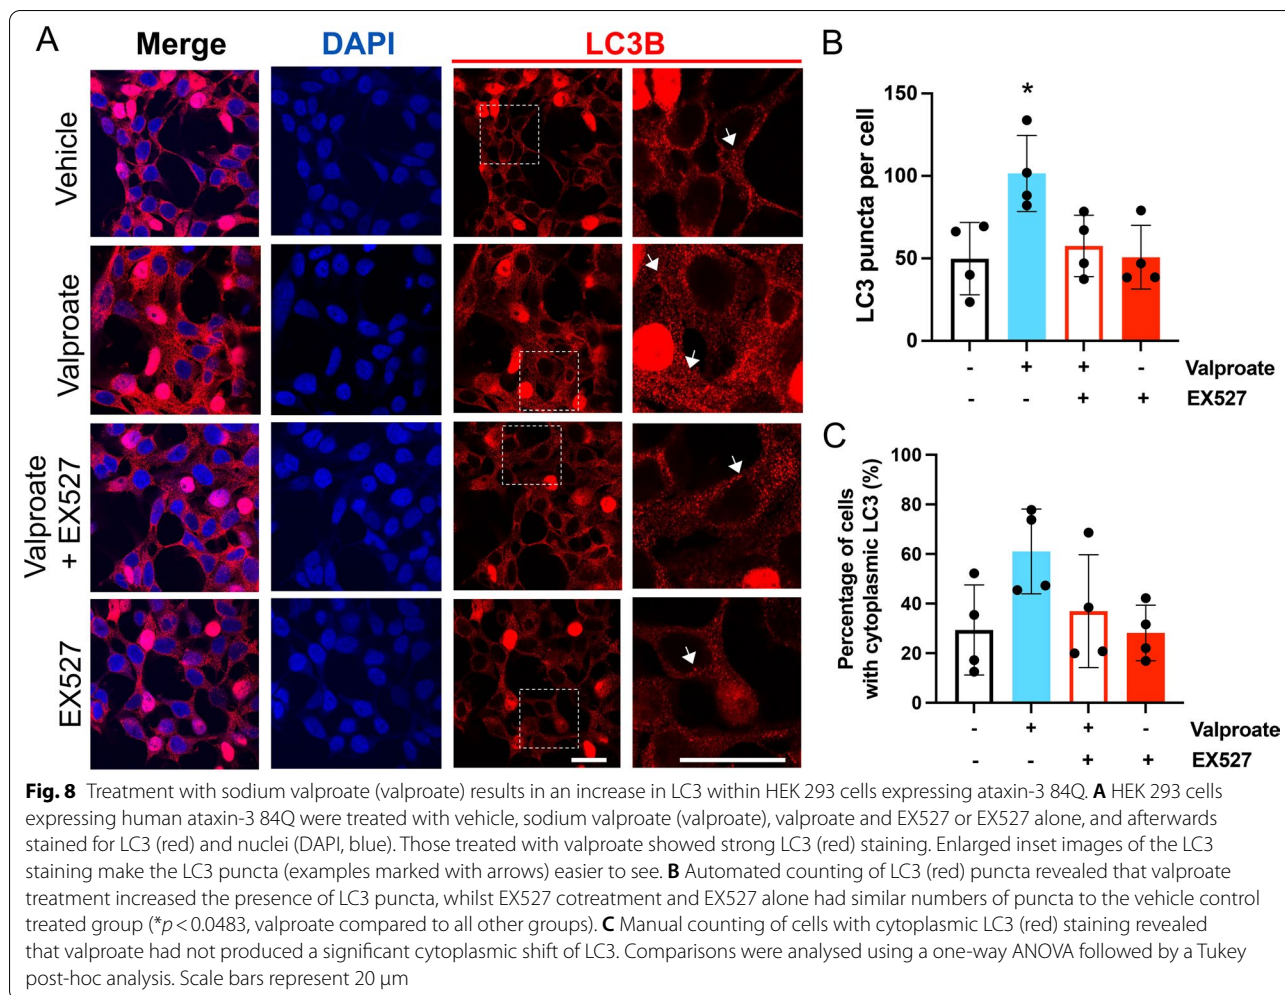 A
Merge
DAPI
LC3B
Vehicle
Valproate
Valproate
+ EX527
EX527
B
LC3 puncta per cell
150
100
50
0
*
Valproate - + + -
EX527 - - + +
C
Percentage of cells
with cytoplasmic LC3 (%)
100
80
60
40
20
0
Valproate - + + -
EX527 - - + +
Fig. 8 Treatment with sodium valproate (valproate) results in an increase in LC3 within HEK 293 cells expressing ataxin-3 84Q. A HEK 293 cells
expressing human ataxin-3 84Q were treated with vehicle, sodium valproate (valproate), valproate and EX527 or EX527 alone, and afterwards
stained for LC3 (red) and nuclei (DAPI, blue). Those treated with valproate showed strong LC3 (red) staining. Enlarged inset images of the LC3
staining make the LC3 puncta (examples marked with arrows) easier to see. B Automated counting of LC3 (red) puncta revealed that valproate
treatment increased the presence of LC3 puncta, whilst EX527 cotreatment and EX527 alone had similar numbers of puncta to the vehicle control
treated group (*p < 0.0483, valproate compared to all other groups). C Manual counting of cells with cytoplasmic LC3 (red) staining revealed
that valproate had not produced a significant cytoplasmic shift of LC3. Comparisons were analysed using a one-way ANOVA followed by a Tukey
post-hoc analysis. Scale bars represent 20 μm